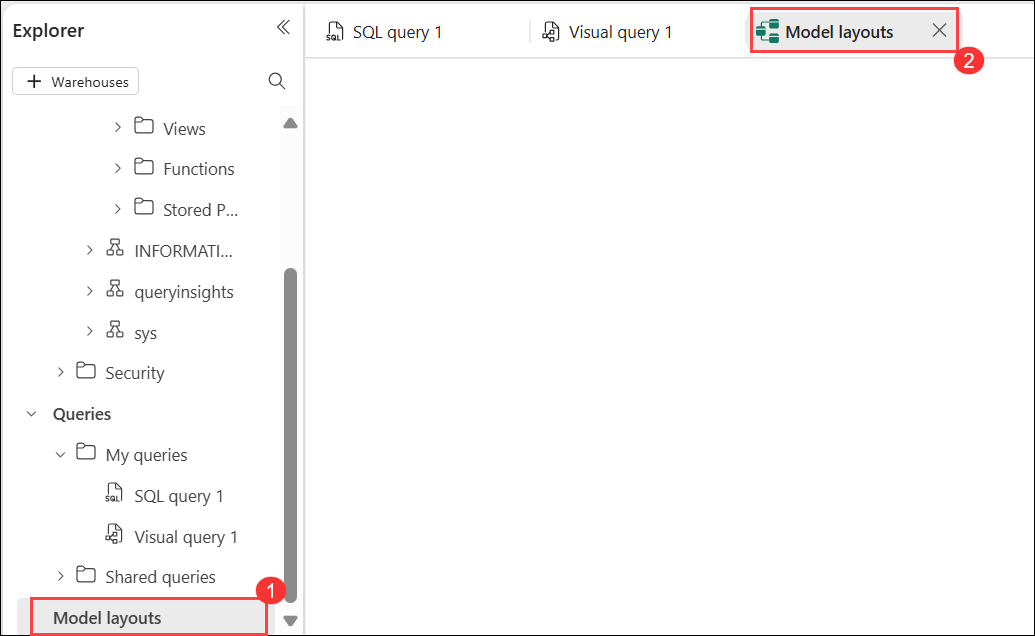 Explorer
SQL query 1
Visual query 1
Model layouts
2
+ Warehouses
Views
Functions
Stored P...
INFORMATI...
queryinsights
sys
Security
Queries
My queries
SQL query 1
Visual query 1
Shared queries
1
Model layouts